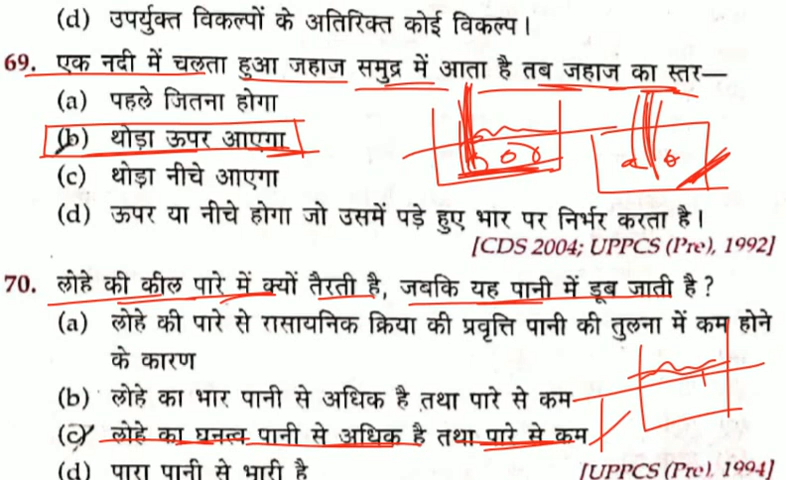 (d) उपर्युक्त विकल्पों के अतिरिक्त कोई विकल्प।
69. एक नदी में चलता हुआ जहाज समुद्र में आता है तब जहाज का स्तर—
(a) पहले जितना होगा
(b) थोड़ा ऊपर आएगा
(c) थोड़ा नीचे आएगा
(d) ऊपर या नीचे होगा जो उसमें पड़े हुए भार पर निर्भर करता है।
[CDS 2004; UPPCS (Pre), 1992]
70. लोहे की कील पारे में क्यों तैरती है, जबकि यह पानी में डूब जाती है?
(a) लोहे की पारे से रासायनिक क्रिया की प्रवृत्ति पानी की तुलना में कम होने
के कारण
(b) लोहे का भार पानी से अधिक है तथा पारे से कम
(c) लोहे का घनत्व पानी से अधिक है तथा पारे से कम
(d) पारा पानी से भारी है
[UPPCS (Pre) 1994]